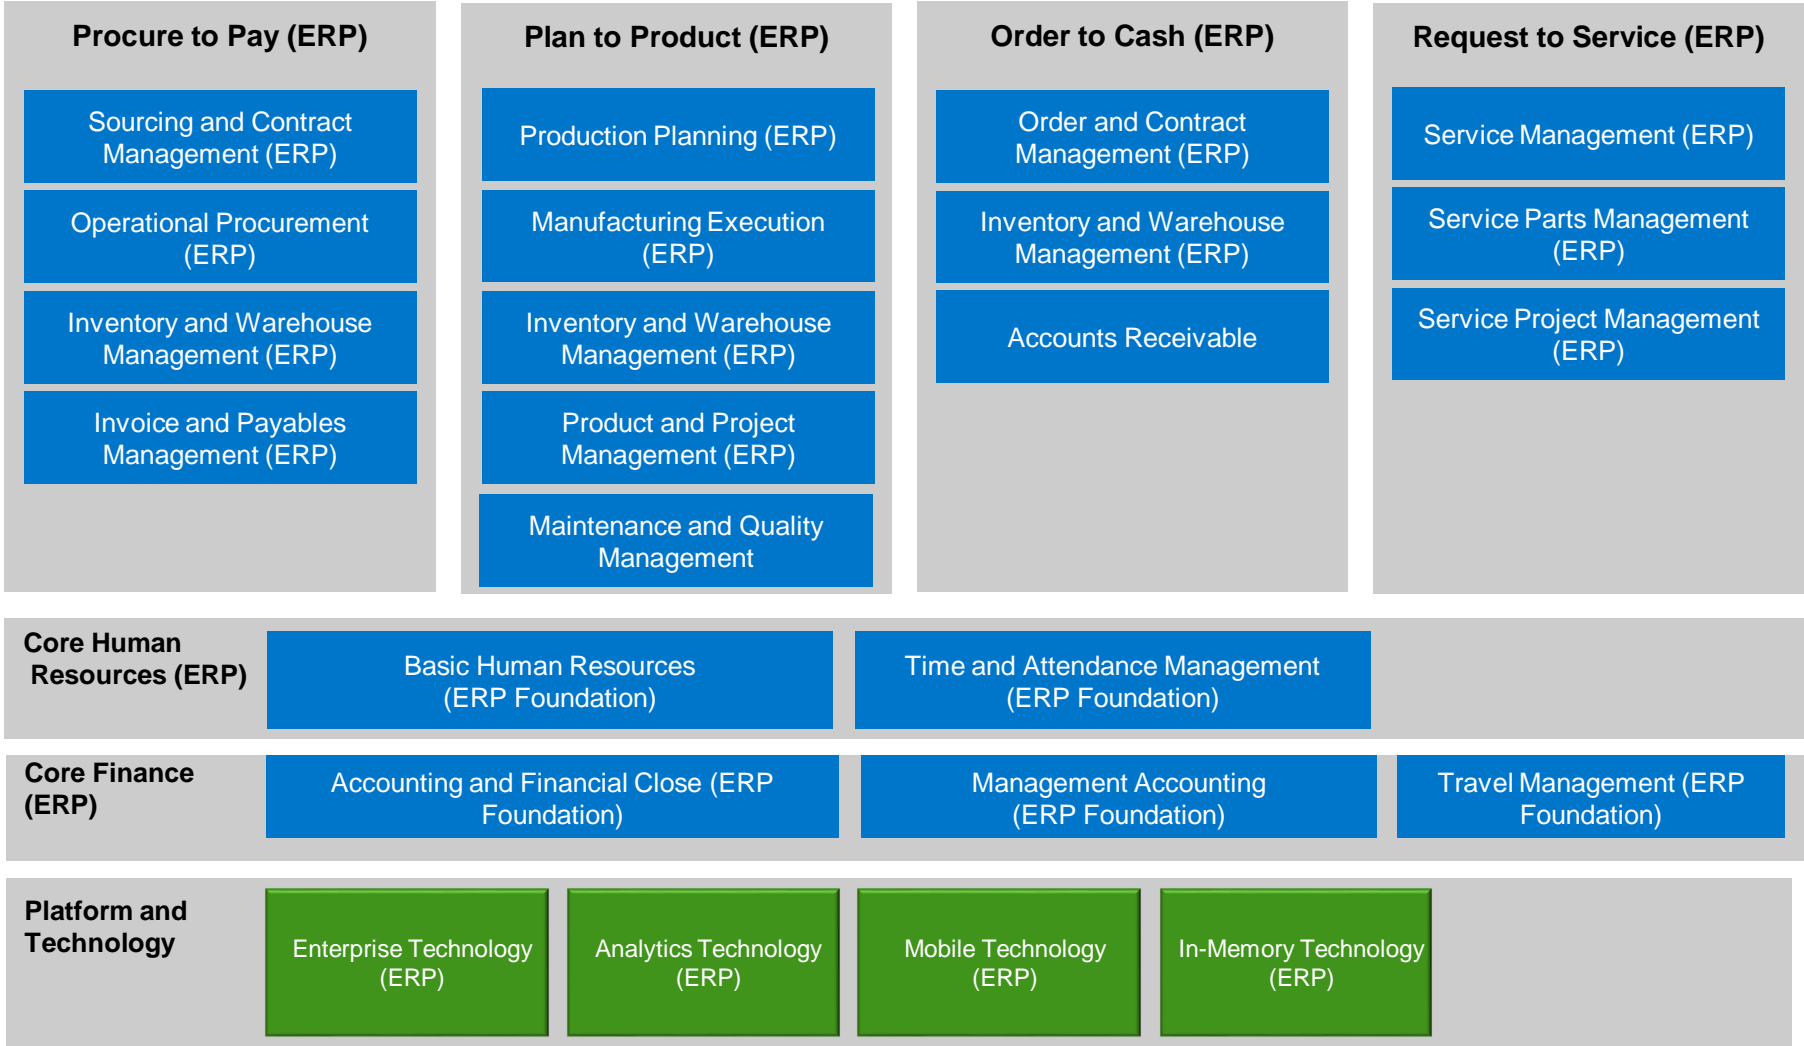 Procure to Pay (ERP)
Sourcing and Contract
Management (ERP)
Operational Procurement
(ERP)
Inventory and Warehouse
Management (ERP)
Invoice and Payables
Management (ERP)
Plan to Product (ERP)
Production Planning (ERP)
Manufacturing Execution
(ERP)
Inventory and Warehouse
Management (ERP)
Product and Project
Management (ERP)
Maintenance and Quality
Management
Order to Cash (ERP)
Order and Contract
Management (ERP)
Inventory and Warehouse
Management (ERP)
Accounts Receivable
Request to Service (ERP)
Service Management (ERP)
Service Parts Management
(ERP)
Service Project Management
(ERP)
Core Human
Resources (ERP)
Basic Human Resources
(ERP Foundation)
Time and Attendance Management
(ERP Foundation)
Core Finance
(ERP)
Accounting and Financial Close (ERP
Foundation)
Management Accounting
(ERP Foundation)
Travel Management (ERP
Foundation)
Platform and
Technology
Enterprise Technology
(ERP)
Analytics Technology
(ERP)
Mobile Technology
(ERP)
In-Memory Technology
(ERP)